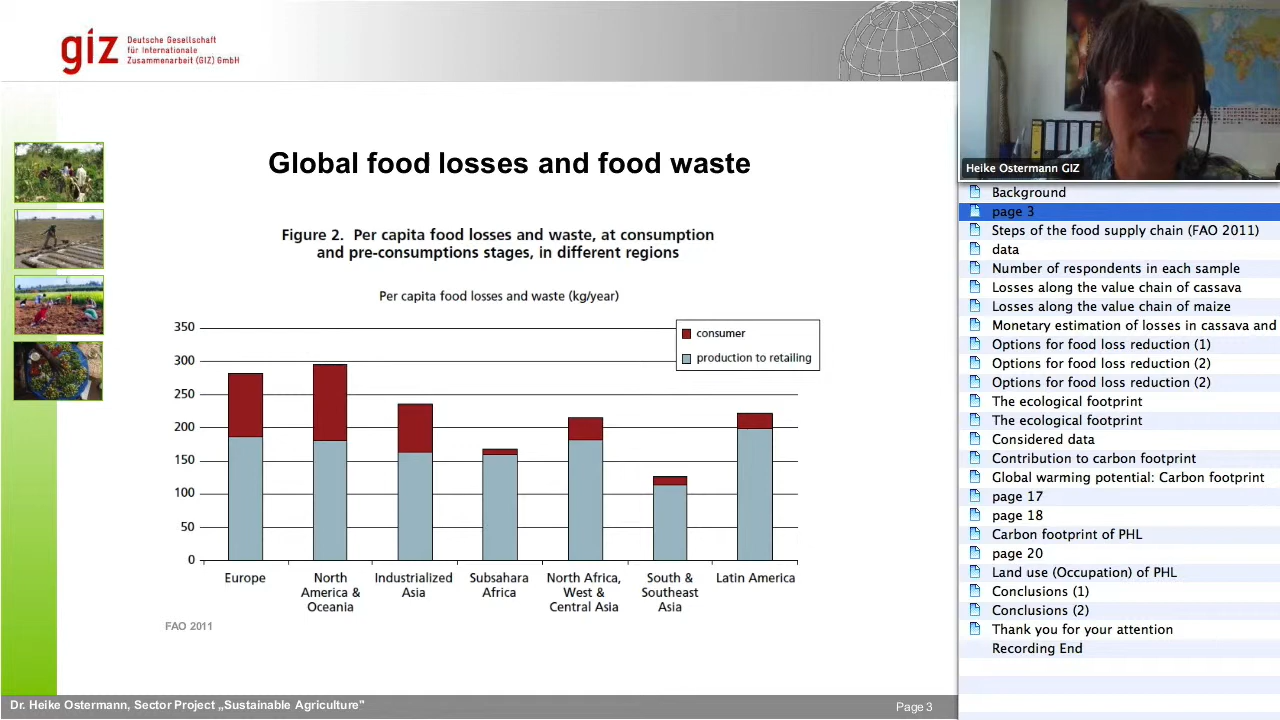 giz
Deutsche Gesellschaft
für Internationale
Zusammenarbeit (GIZ) GmbH
Global food losses and food waste
Figure 2. Per capita food losses and waste, at consumption
and pre-consumptions stages, in different regions
Per capita food losses and waste (kg/year)
consumer
production to retailing
350
300
250
200
150
100
50
0
Europe
North
America &
Oceania
Industrialized
Asia
Subsahara
Africa
North Africa,
West &
Central Asia
South &
Southeast
Asia
Latin America
FAO 2011
Dr. Heike Ostermann, Sector Project „Sustainable Agriculture"
Page 3
Heike Ostermann GIZ
Background
page 3
Steps of the food supply chain (FAO 2011)
data
Number of respondents in each sample
Losses along the value chain of cassava
Losses along the value chain of maize
Monetary estimation of losses in cassava and
Options for food loss reduction (1)
Options for food loss reduction (2)
Options for food loss reduction (2)
The ecological footprint
The ecological footprint
Considered data
Contribution to carbon footprint
Global warming potential: Carbon footprint
page 17
page 18
Carbon footprint of PHL
page 20
Land use (Occupation) of PHL
Conclusions (1)
Conclusions (2)
Thank you for your attention
Recording End